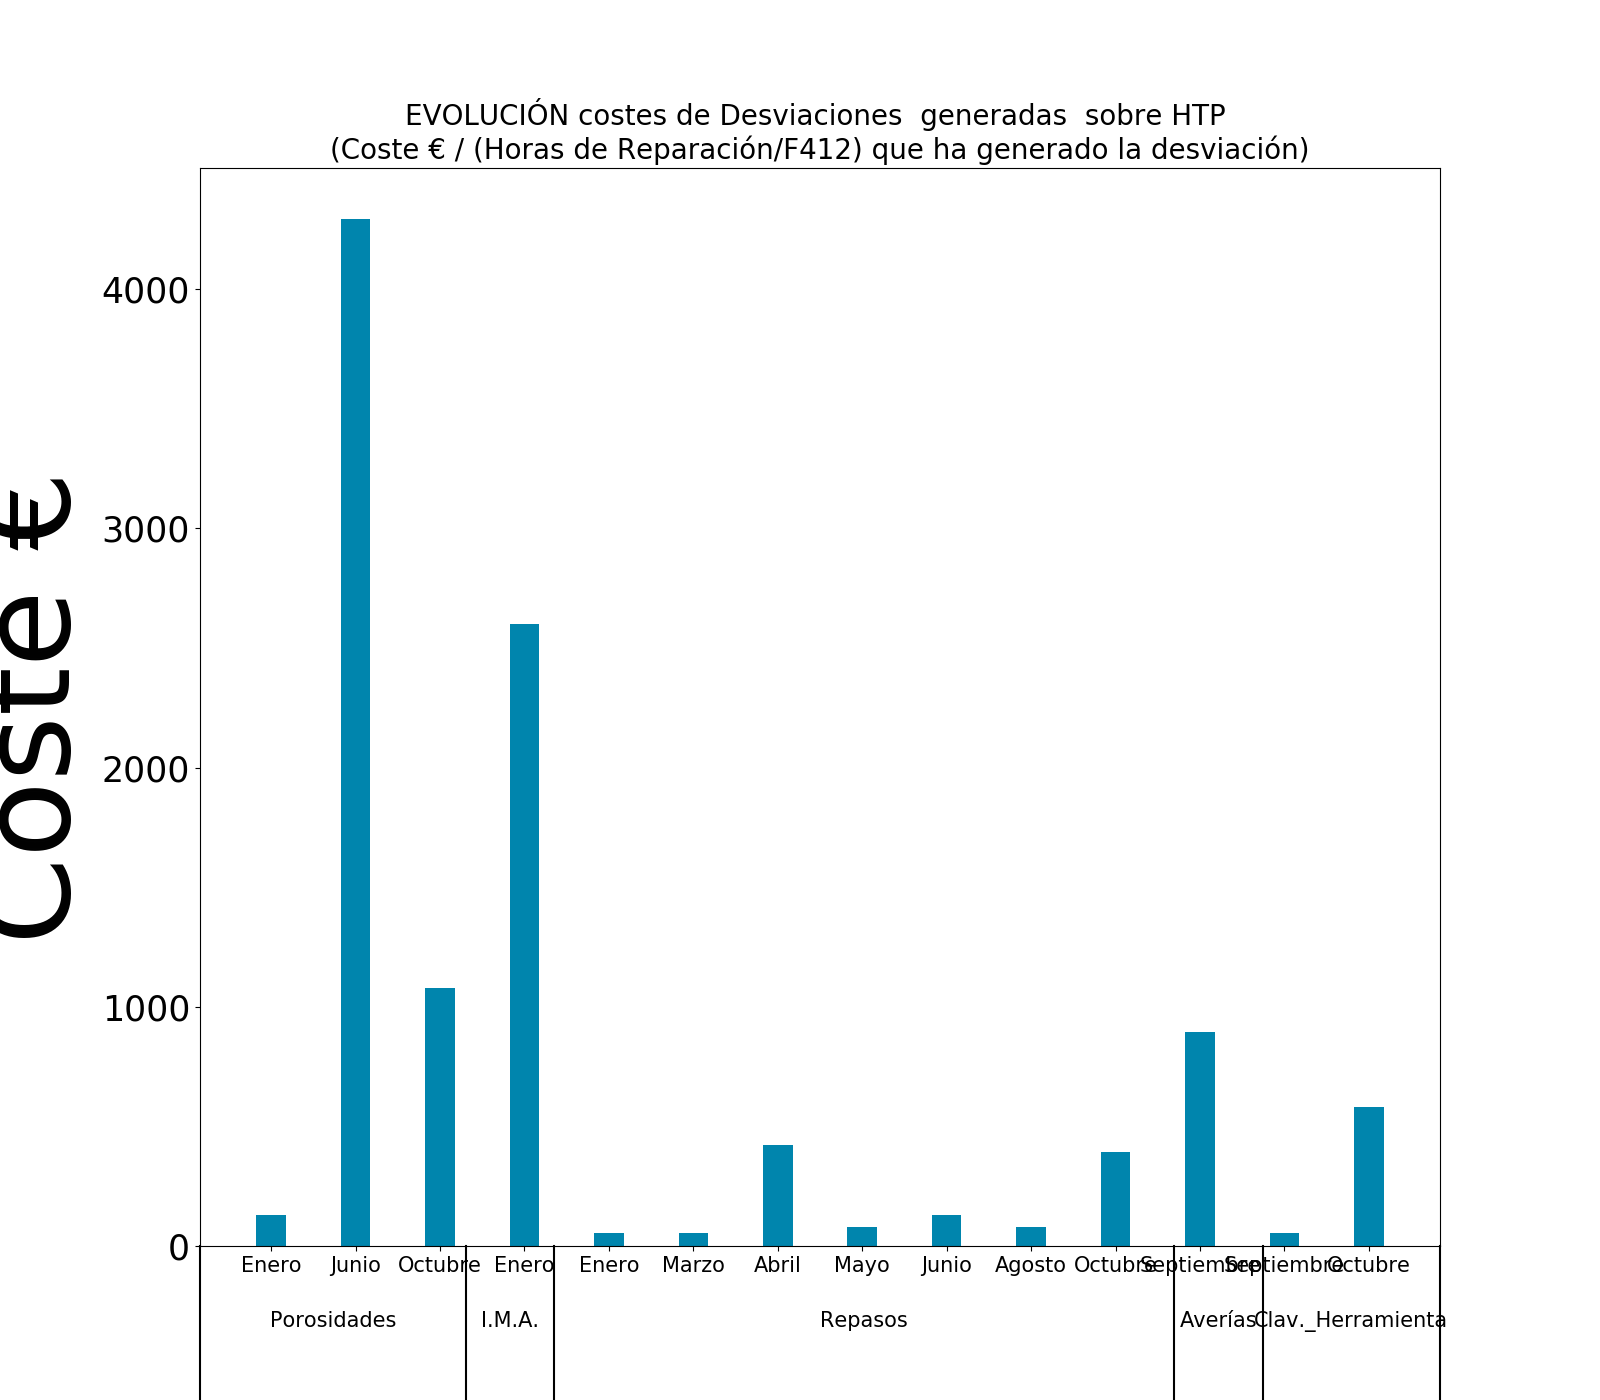 EVOLUCIÓN costes de Desviaciones  generadas  sobre HTP
(Coste € / (Horas de Reparación/F412) que ha generado la desviación)
Coste €
4000
3000
2000
1000
0
Enero Junio Octubre Enero Enero Marzo Abril Mayo Junio Agosto Octubre Septiembre Septiembre Octubre
Porosidades I.M.A. Repasos Averías Clav._Herramienta